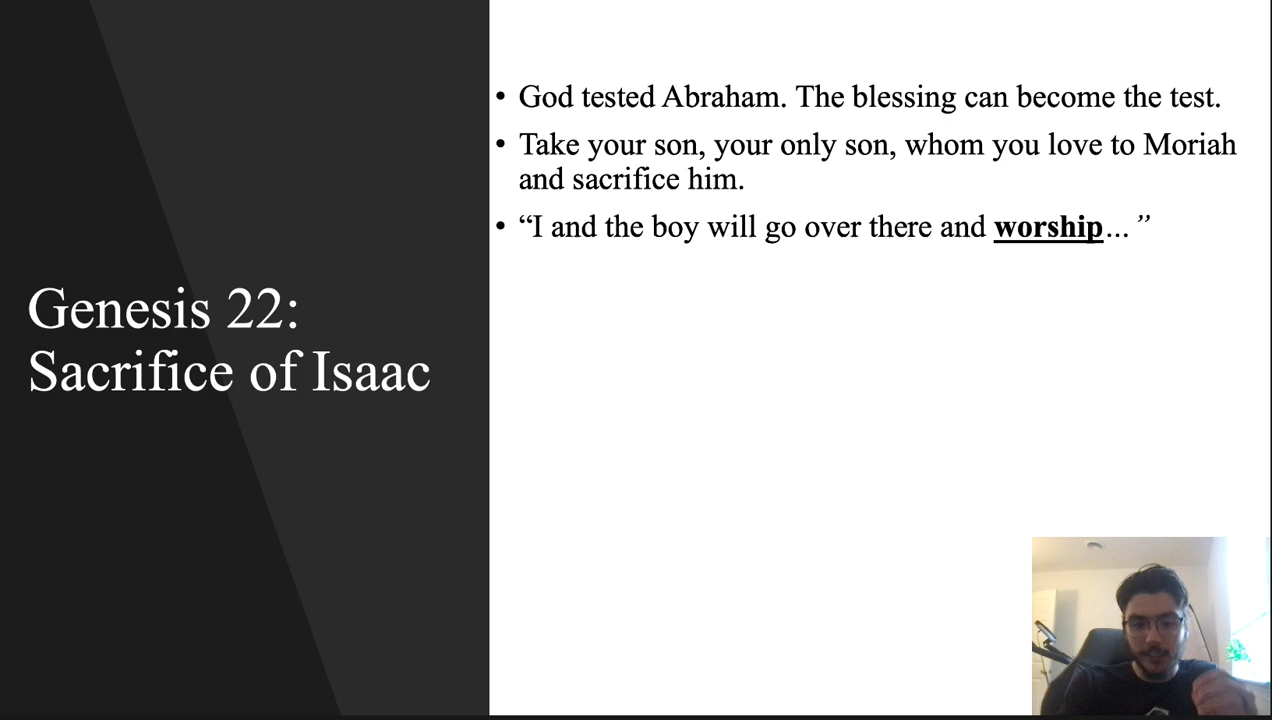 Genesis 22:
Sacrifice of Isaac
• God tested Abraham. The blessing can become the test.
• Take your son, your only son, whom you love to Moriah
and sacrifice him.
• “I and the boy will go over there and worship… ”